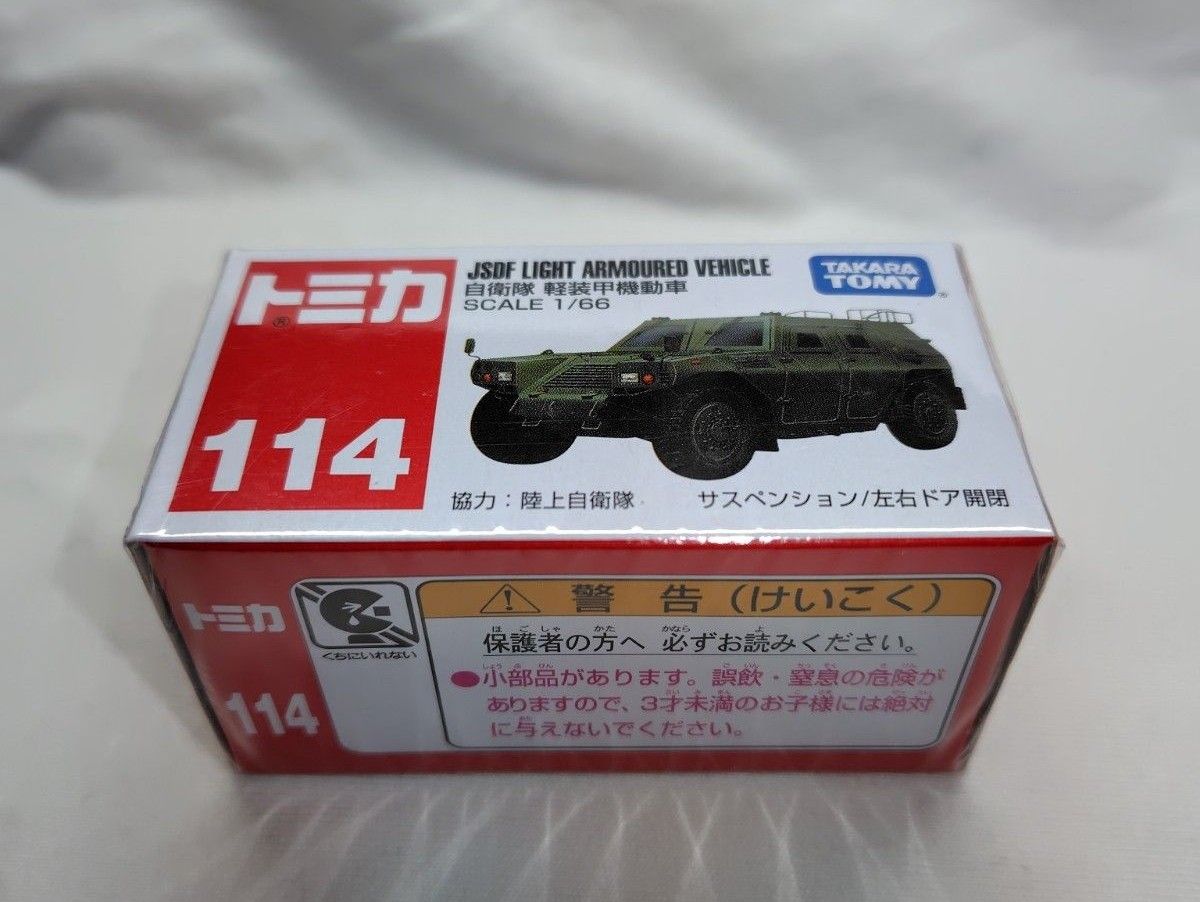 トミカ
114
JSDF LIGHT ARMOURED VEHICLE
自衛隊 軽装甲機動車
SCALE 1/66
TAKARA
TOMY
協力：陸上自衛隊 サスペンション/左右ドア開閉
トミカ
114
くちにいれない
警告（けいこく）
保護者の方へ 必ずお読みください。
●小部品があります。誤飲・窒息の危険が
ありますので、3才未満のお子様には絶対
に与えないでください。